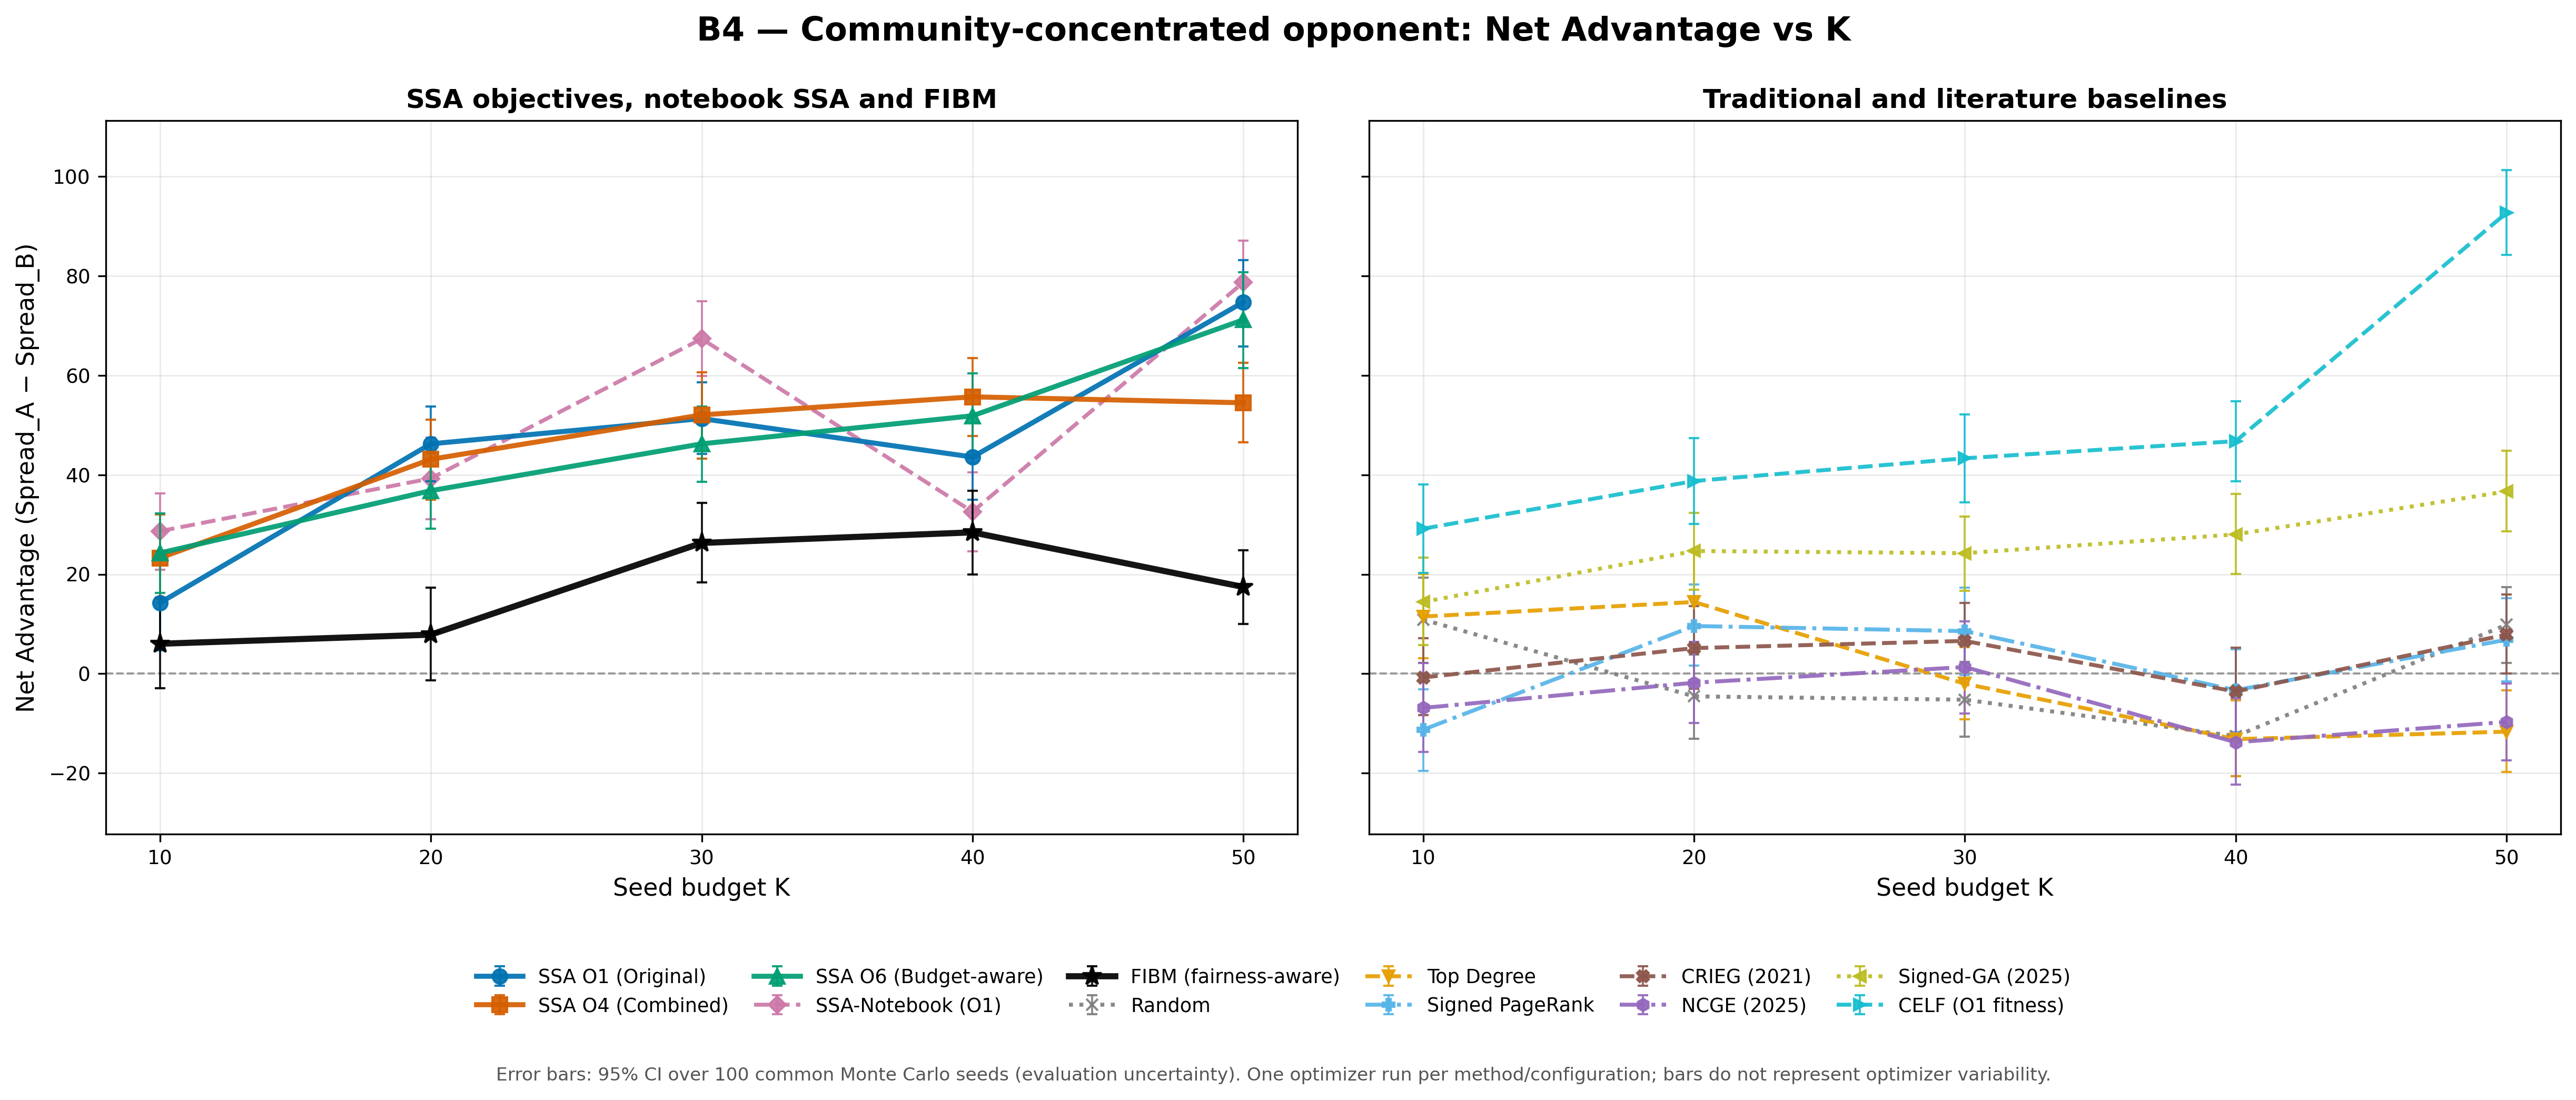 B4 — Community-concentrated opponent: Net Advantage vs K
SSA objectives, notebook SSA and FIBM
Traditional and literature baselines
Net Advantage (Spread_A − Spread_B)
100
80
60
40
20
0
−20
10
20
30
40
50
10
20
30
40
50
Seed budget K
Seed budget K
SSA O1 (Original)
SSA O4 (Combined)
SSA O6 (Budget-aware)
SSA-Notebook (O1)
FIBM (fairness-aware)
Random
Top Degree
Signed PageRank
CRIEG (2021)
NCGE (2025)
Signed-GA (2025)
CELF (O1 fitness)
Error bars: 95% CI over 100 common Monte Carlo seeds (evaluation uncertainty). One optimizer run per method/configuration; bars do not represent optimizer variability.